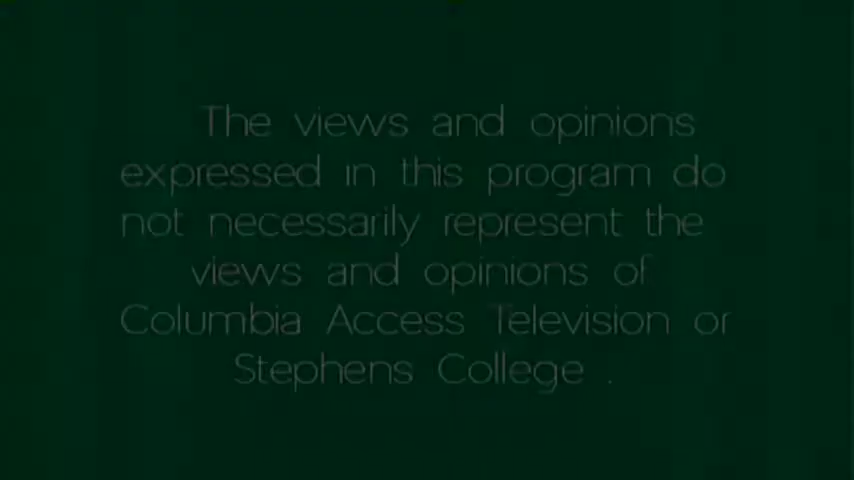 The views and opinions
expressed in this program do
not necessarily represent the
views and opinions of
Columbia Access Television or
Stephens College .